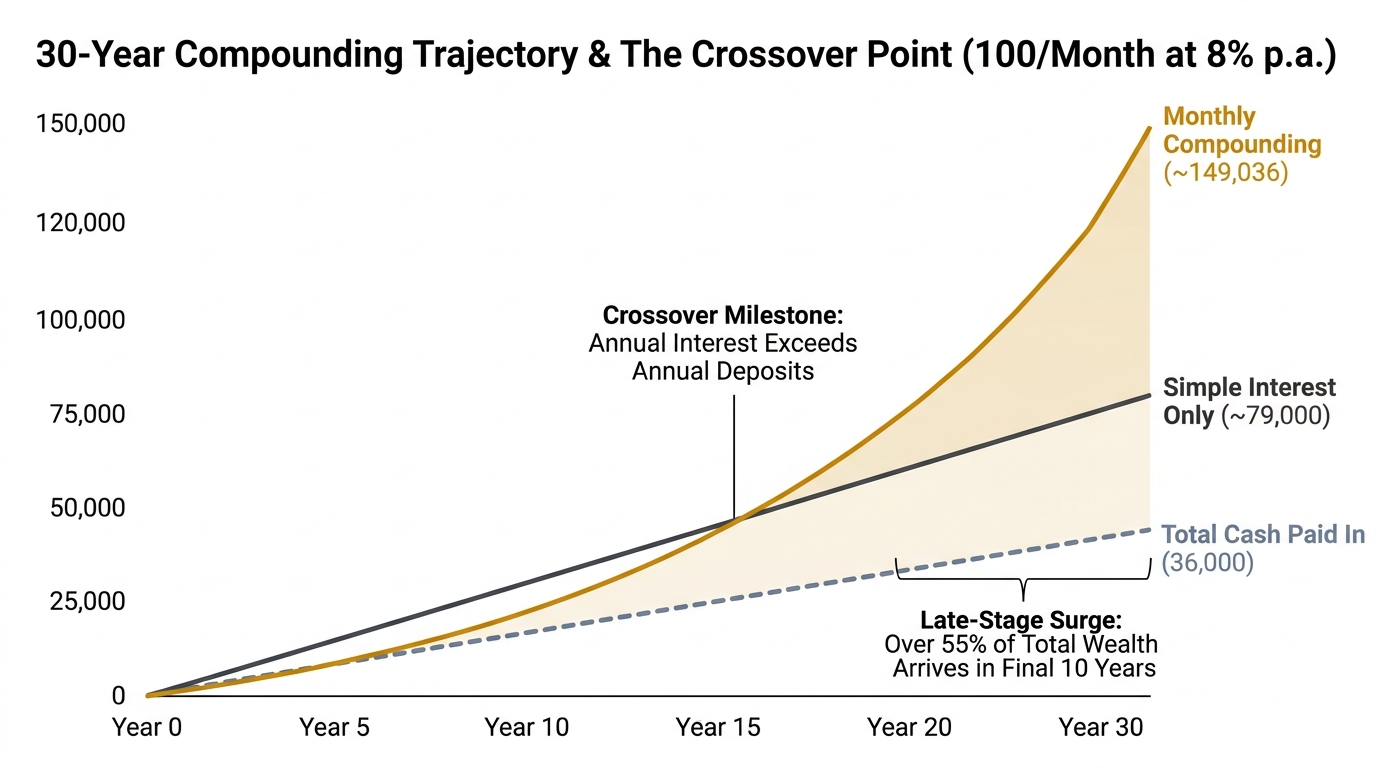 30-Year Compounding Trajectory & The Crossover Point (100/Month at 8% p.a.)
150,000
120,000
100,000
75,000
50,000
25,000
0
Year 0
Year 5
Year 10
Year 15
Year 20
Year 30
Crossover Milestone:
Annual Interest Exceeds
Annual Deposits
Monthly
Compounding
(~149,036)
Simple Interest
Only (~79,000)
Total Cash Paid In
(36,000)
Late-Stage Surge:
Over 55% of Total Wealth
Arrives in Final 10 Years